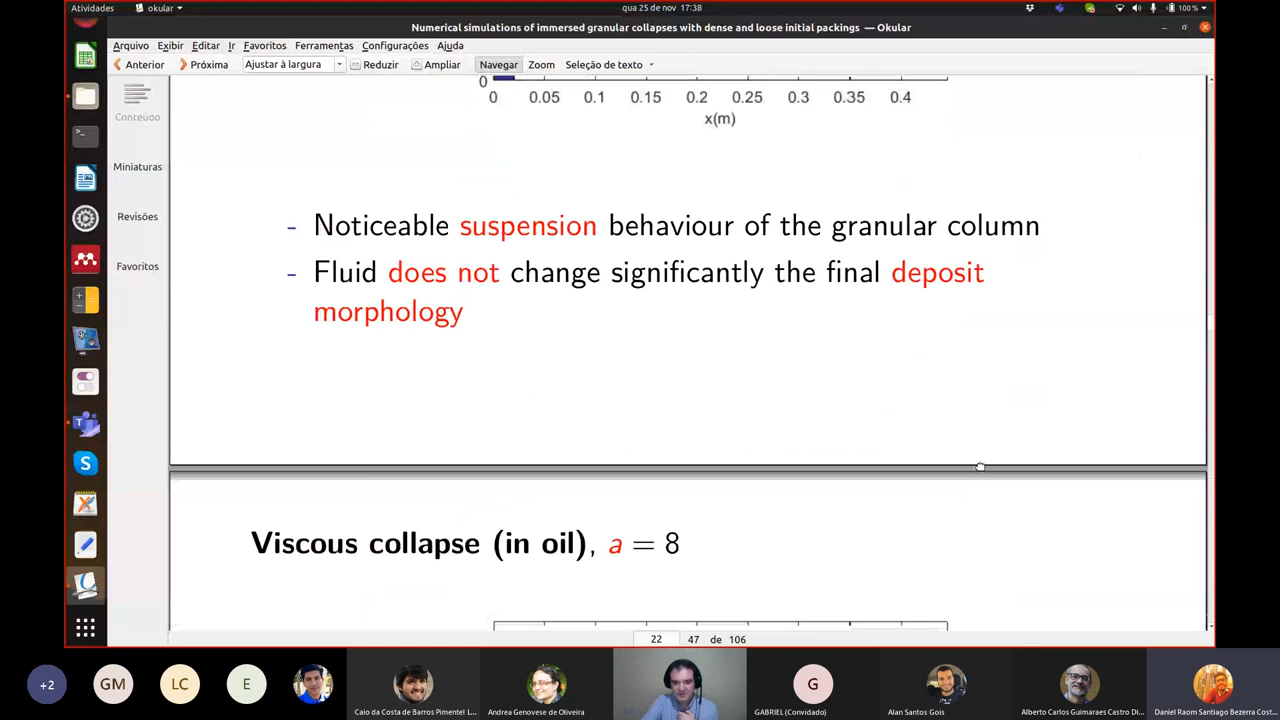 Atividades
okular
qua 25 de nov 17:38
100 %
Numerical simulations of immersed granular collapses with dense and loose initial packings — Okular
Arquivo Exibir Editar Ir Favoritos Ferramentas Configurações Ajuda
Anterior Próxima Ajustar à largura Reduzir Ampliar Navegar Zoom Seleção de texto
Conteúdo
Miniaturas
Revisões
Favoritos
0
0 0.05 0.1 0.15 0.2 0.25 0.3 0.35 0.4
x(m)
- Noticeable suspension behaviour of the granular column
- Fluid does not change significantly the final deposit
morphology
Viscous collapse (in oil), a = 8
22 47 de 106
+2 GM LC E G
Caio da Costa de Barros Pimentel L...
Andrea Genovese de Oliveira
GABRIEL (Convidado)
Alan Santos Gois
Alberto Carlos Guimaraes Castro Di...
Daniel Raom Santiago Bezerra Cost...